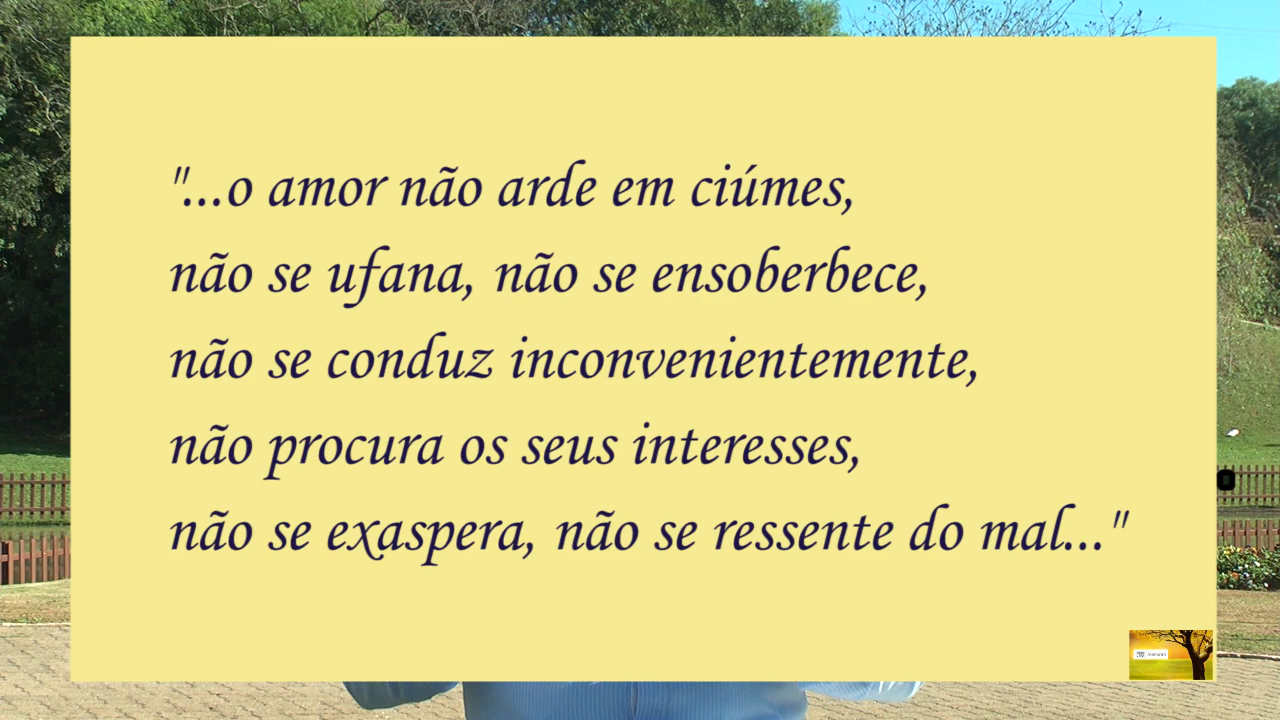 "...o amor não arde em ciúmes,
não se ufana, não se ensoberbece,
não se conduz inconvenientemente,
não procura os seus interesses,
não se exaspera, não se ressente do mal..."